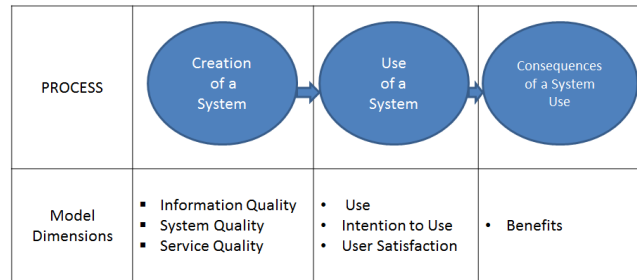 PROCESS
Creation
of a
System
Use
of a
System
Consequences
of a System
Use
Model
Dimensions
▪ Information Quality
▪ System Quality
▪ Service Quality
• Use
• Intention to Use
• User Satisfaction
• Benefits